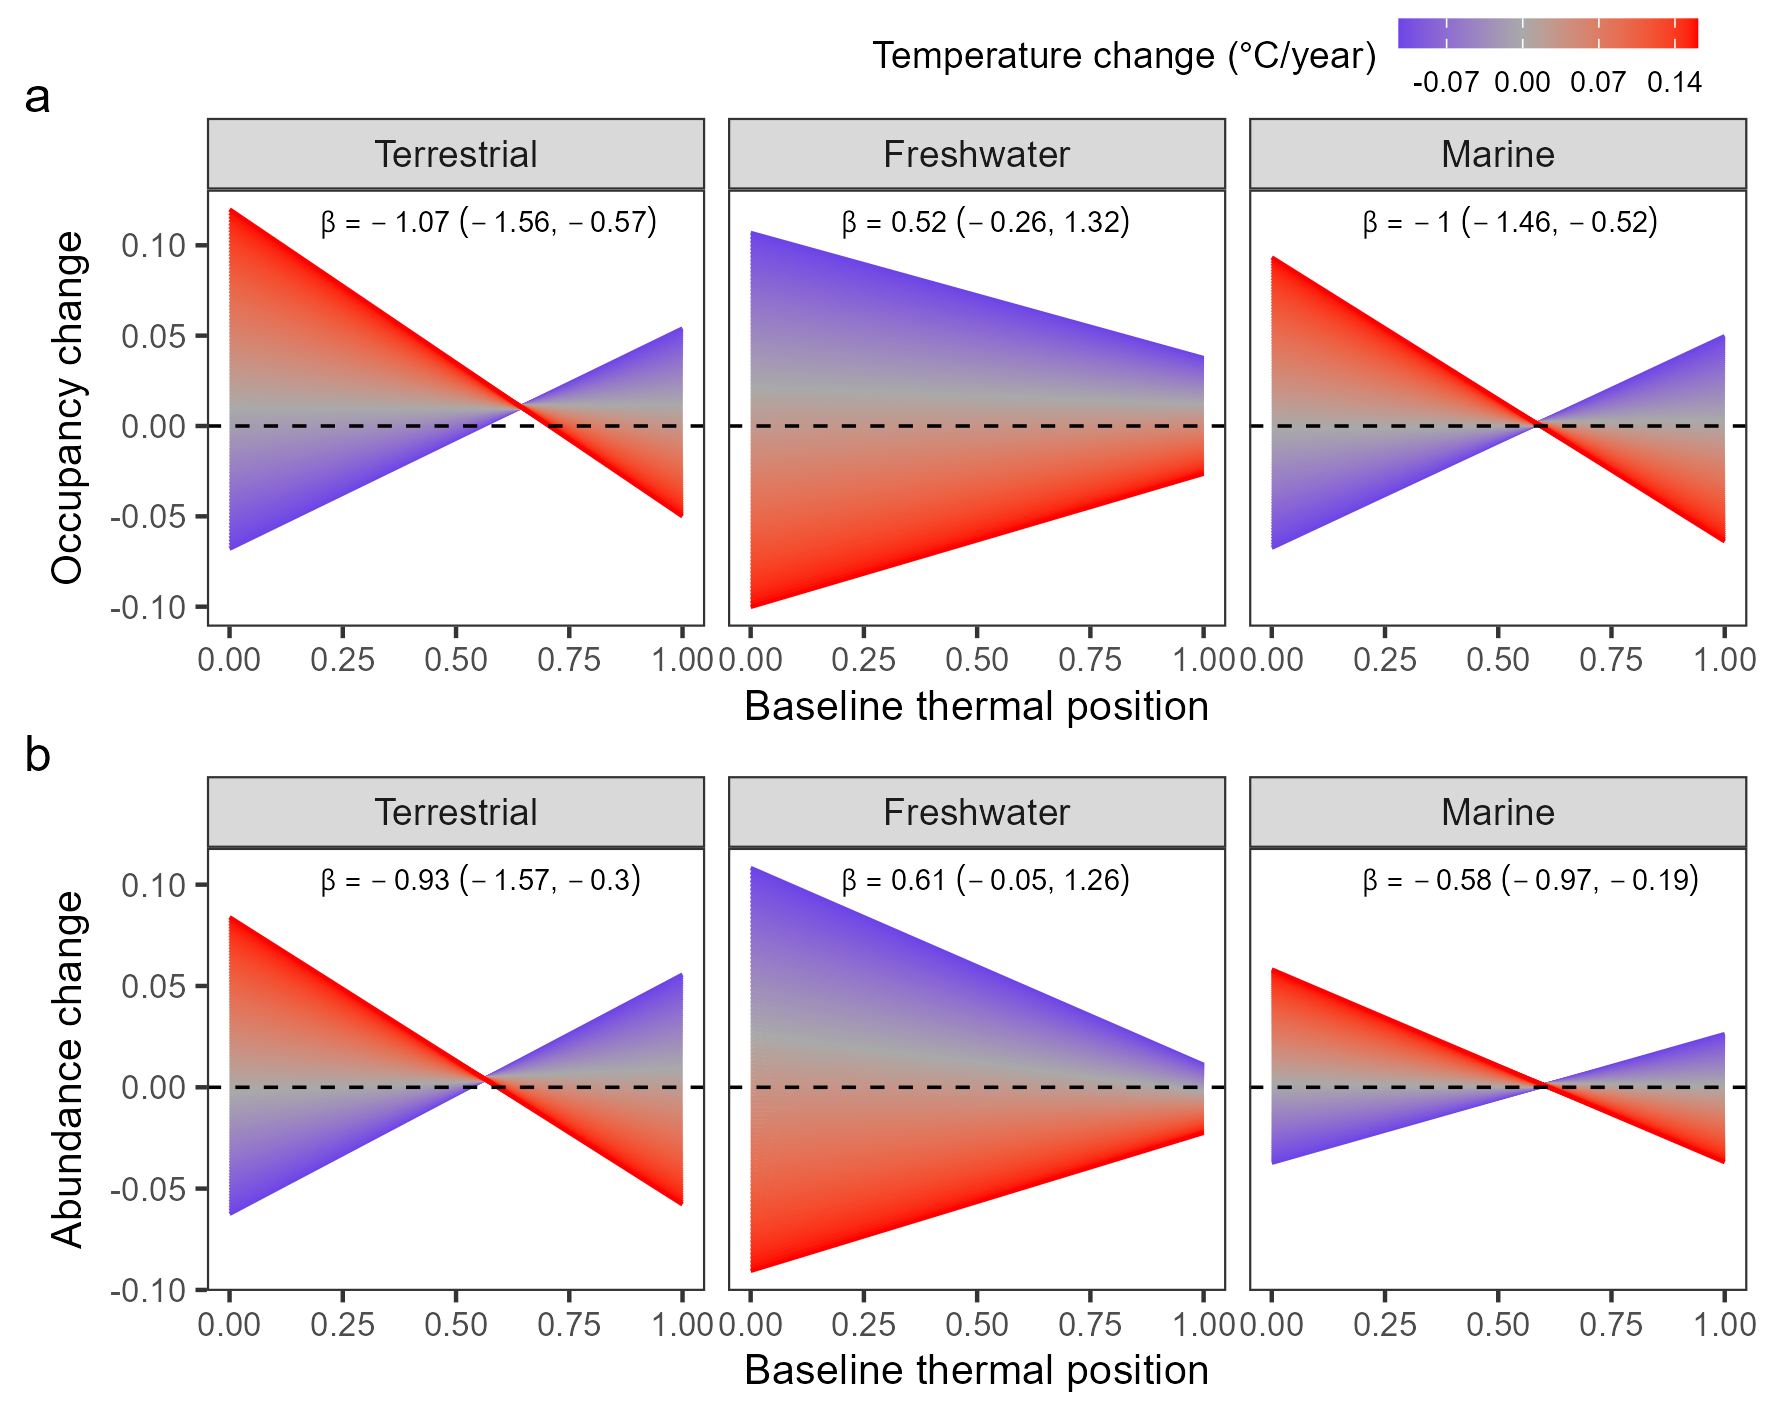 Temperature change (°C/year)
-0.07 0.00 0.07 0.14
a
Terrestrial Freshwater Marine
β = − 1.07 (− 1.56, − 0.57) β = 0.52 (− 0.26, 1.32) β = − 1 (− 1.46, − 0.52)
Occupancy change
0.10
0.05
0.00
-0.05
-0.10
0.00 0.25 0.50 0.75 1.00 0.00 0.25 0.50 0.75 1.00 0.00 0.25 0.50 0.75 1.00
Baseline thermal position
b
Terrestrial Freshwater Marine
β = − 0.93 (− 1.57, − 0.3) β = 0.61 (− 0.05, 1.26) β = − 0.58 (− 0.97, − 0.19)
Abundance change
0.10
0.05
0.00
-0.05
-0.10
0.00 0.25 0.50 0.75 1.00 0.00 0.25 0.50 0.75 1.00 0.00 0.25 0.50 0.75 1.00
Baseline thermal position